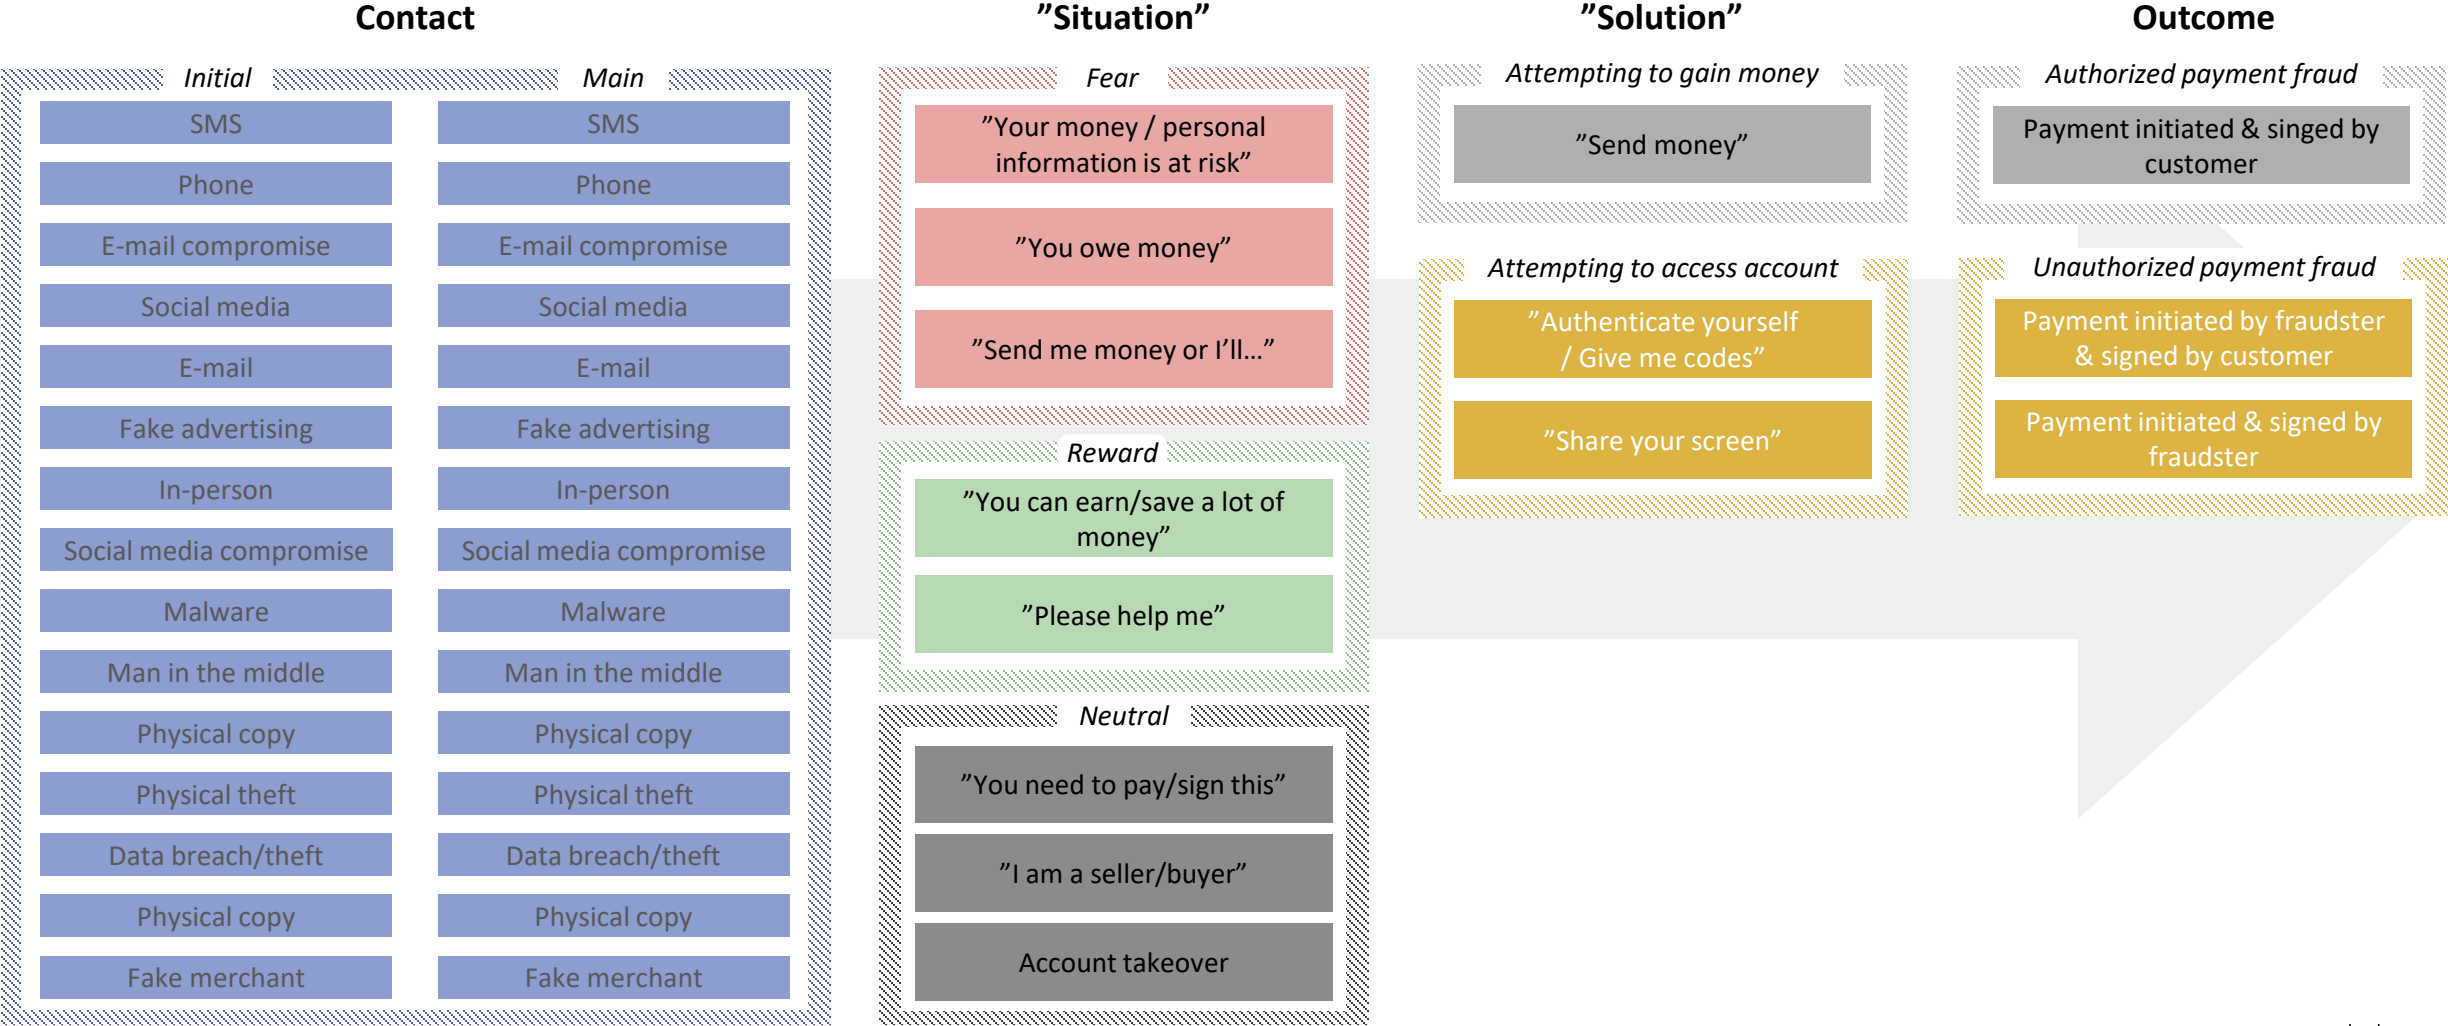 Contact
Initial
Main
SMS
Phone
E-mail compromise
Social media
E-mail
Fake advertising
In-person
Social media compromise
Malware
Man in the middle
Physical copy
Physical theft
Data breach/theft
Physical copy
Fake merchant
SMS
Phone
E-mail compromise
Social media
E-mail
Fake advertising
In-person
Social media compromise
Malware
Man in the middle
Physical copy
Physical theft
Data breach/theft
Physical copy
Fake merchant
”Situation”
Fear
”Your money / personal
information is at risk”
”You owe money”
”Send me money or I’ll…”
Reward
”You can earn/save a lot of
money”
”Please help me”
Neutral
”You need to pay/sign this”
”I am a seller/buyer”
Account takeover
”Solution”
Attempting to gain money
”Send money”
Attempting to access account
”Authenticate yourself
/ Give me codes”
”Share your screen”
Outcome
Authorized payment fraud
Payment initiated & singed by
customer
Unauthorized payment fraud
Payment initiated by fraudster
& signed by customer
Payment initiated & signed by
fraudster